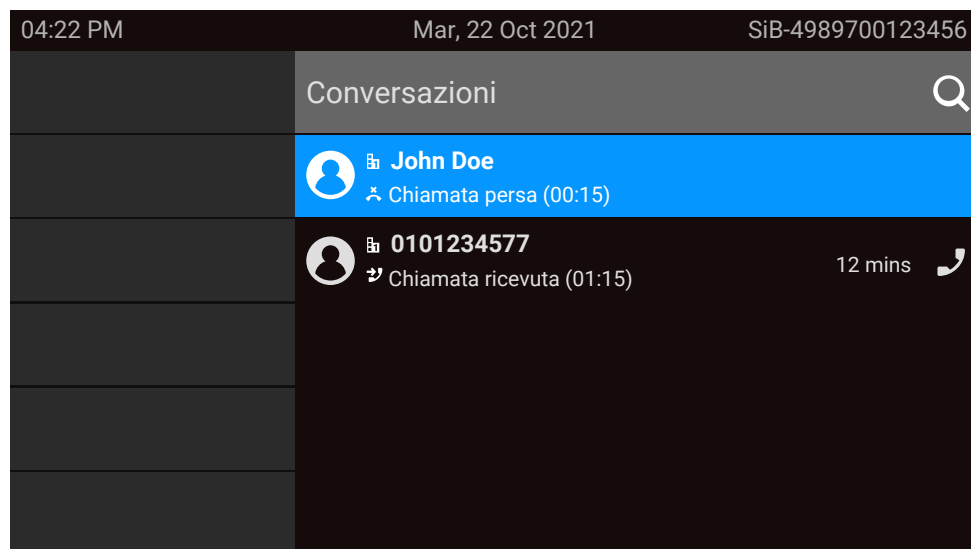 04:22 PM Mar, 22 Oct 2021 SiB-4989700123456
Conversazioni
John Doe
Chiamata persa (00:15)
0101234577
Chiamata ricevuta (01:15)
12 mins